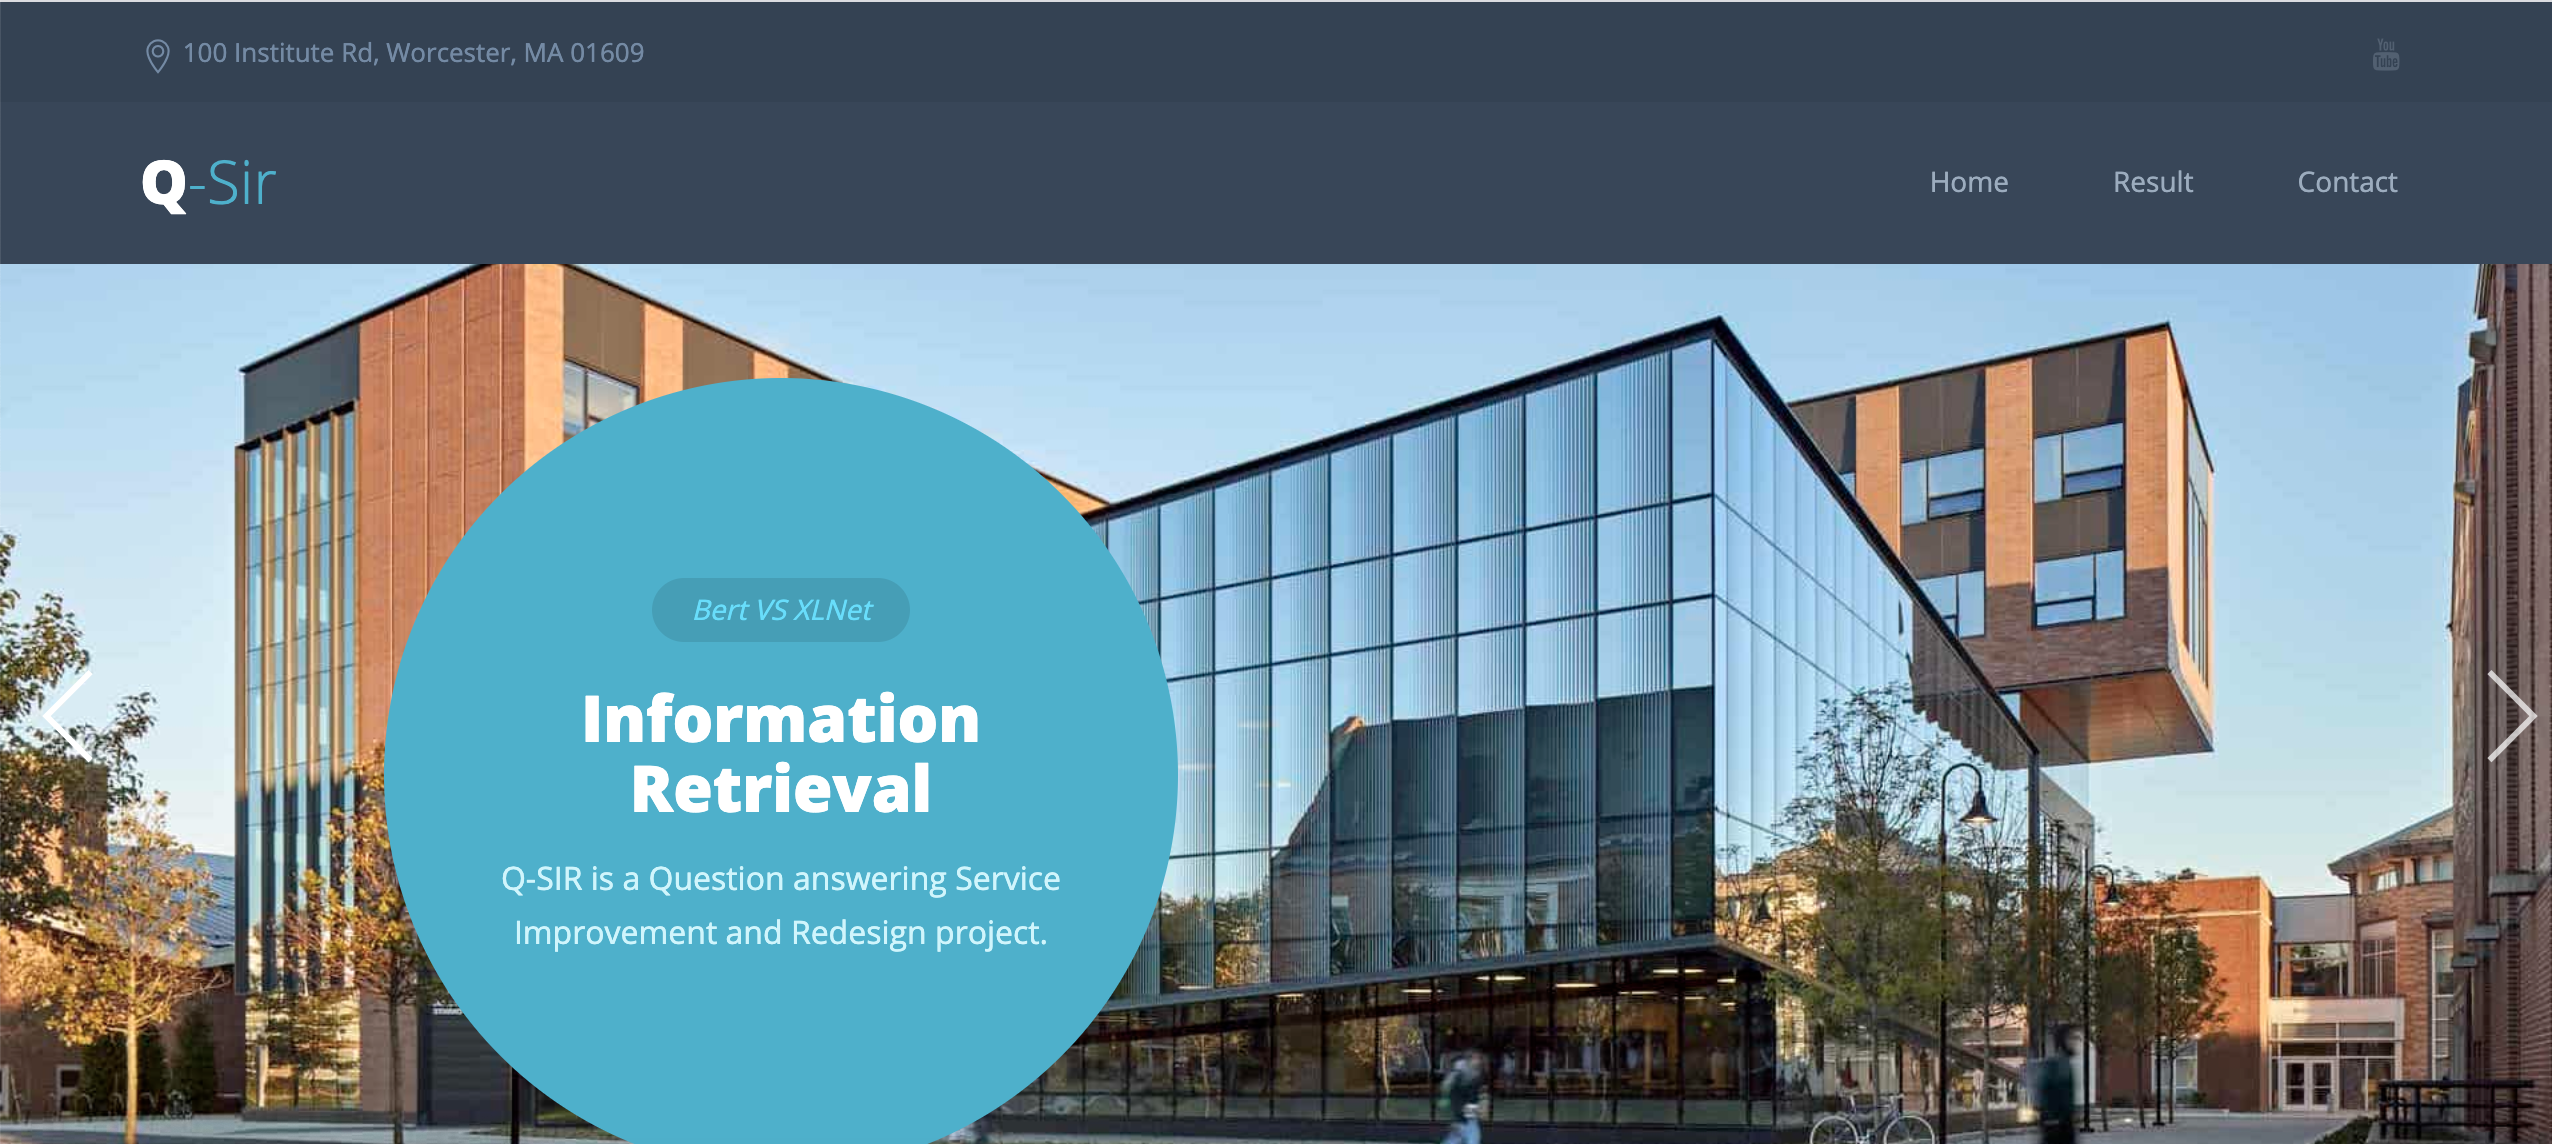 100 Institute Rd, Worcester, MA 01609
You
Tube
Q-Sir
Home Result Contact
Bert VS XLNet
Information
Retrieval
Q-SIR is a Question answering Service
Improvement and Redesign project.